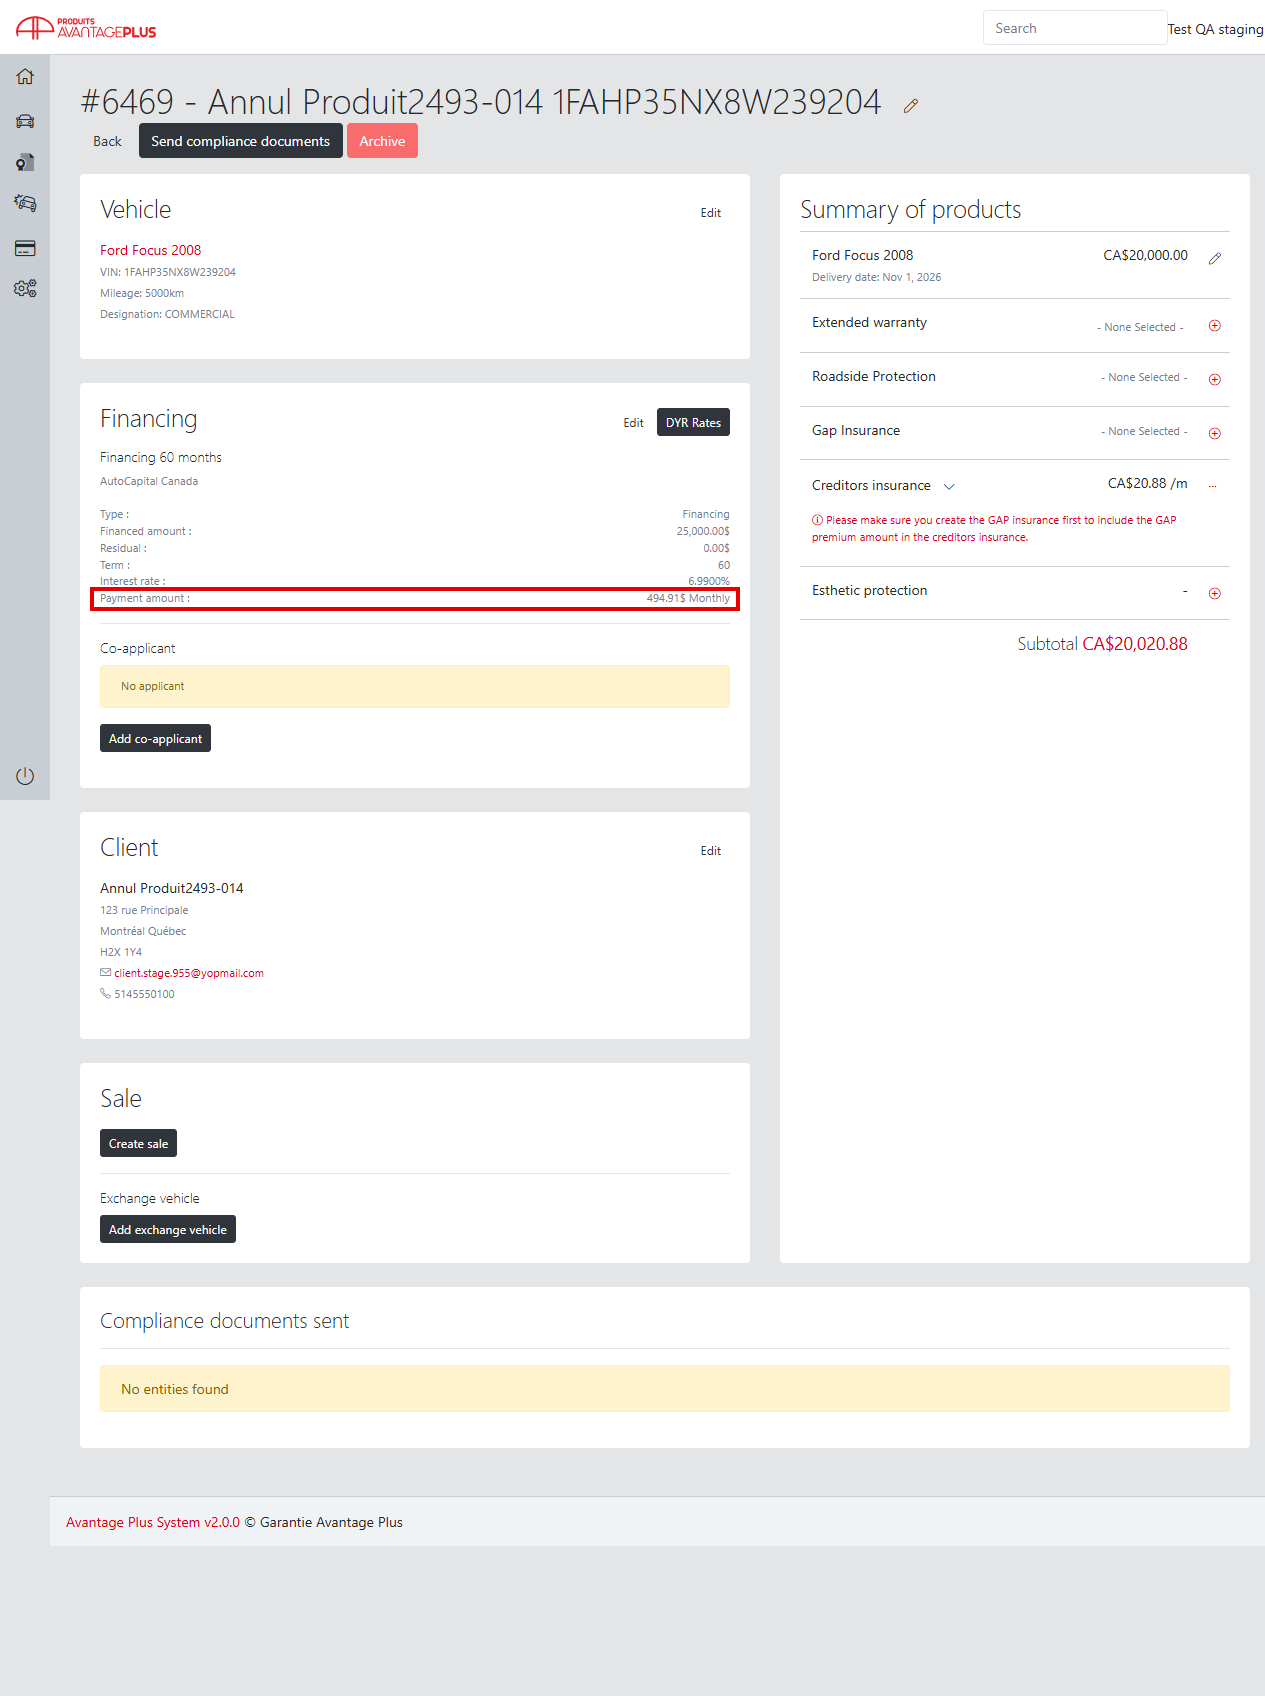 PRODUITS
AVANTAGEPLUS
Search
Test QA staging
#6469 - Annul Produit2493-014 1FAHP35NX8W239204
Back
Send compliance documents
Archive
Vehicle
Edit
Ford Focus 2008
VIN: 1FAHP35NX8W239204
Mileage: 5000km
Designation: COMMERCIAL
Financing
Edit
DYR Rates
Financing 60 months
AutoCapital Canada
Type : Financing
Financed amount : 25,000.00$
Residual : 0.00$
Term : 60
Interest rate : 6.9900%
Payment amount : 494.91$ Monthly
Co-applicant
No applicant
Add co-applicant
Client
Edit
Annul Produit2493-014
123 rue Principale
Montréal Québec
H2X 1Y4
client.stage.955@yopmail.com
5145550100
Sale
Create sale
Exchange vehicle
Add exchange vehicle
Summary of products
Ford Focus 2008 CA$20,000.00
Delivery date: Nov 1, 2026
Extended warranty - None Selected -
Roadside Protection - None Selected -
Gap Insurance - None Selected -
Creditors insurance CA$20.88 /m ...
Please make sure you create the GAP insurance first to include the GAP
premium amount in the creditors insurance.
Esthetic protection -
Subtotal CA$20,020.88
Compliance documents sent
No entities found
Avantage Plus System v2.0.0 © Garantie Avantage Plus